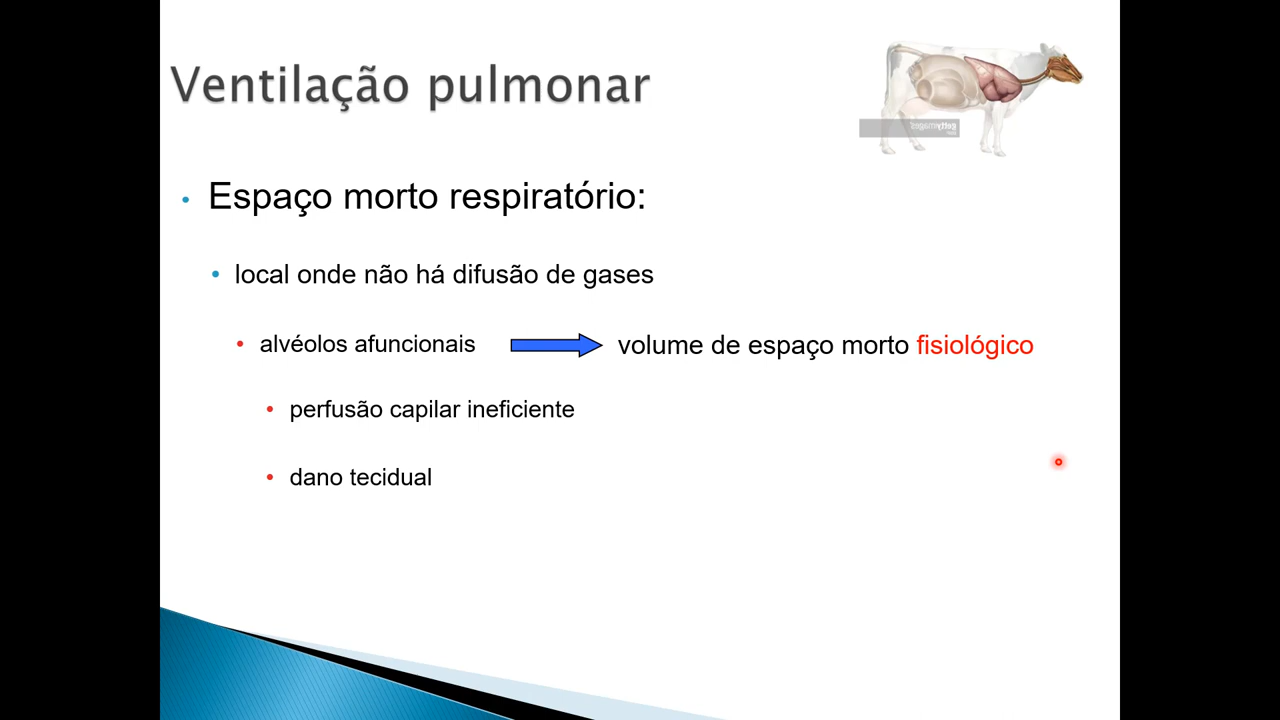 Ventilação pulmonar
• Espaço morto respiratório:
• local onde não há difusão de gases
• alvéolos afuncionais volume de espaço morto fisiológico
• perfusão capilar ineficiente
• dano tecidual
gettyimages